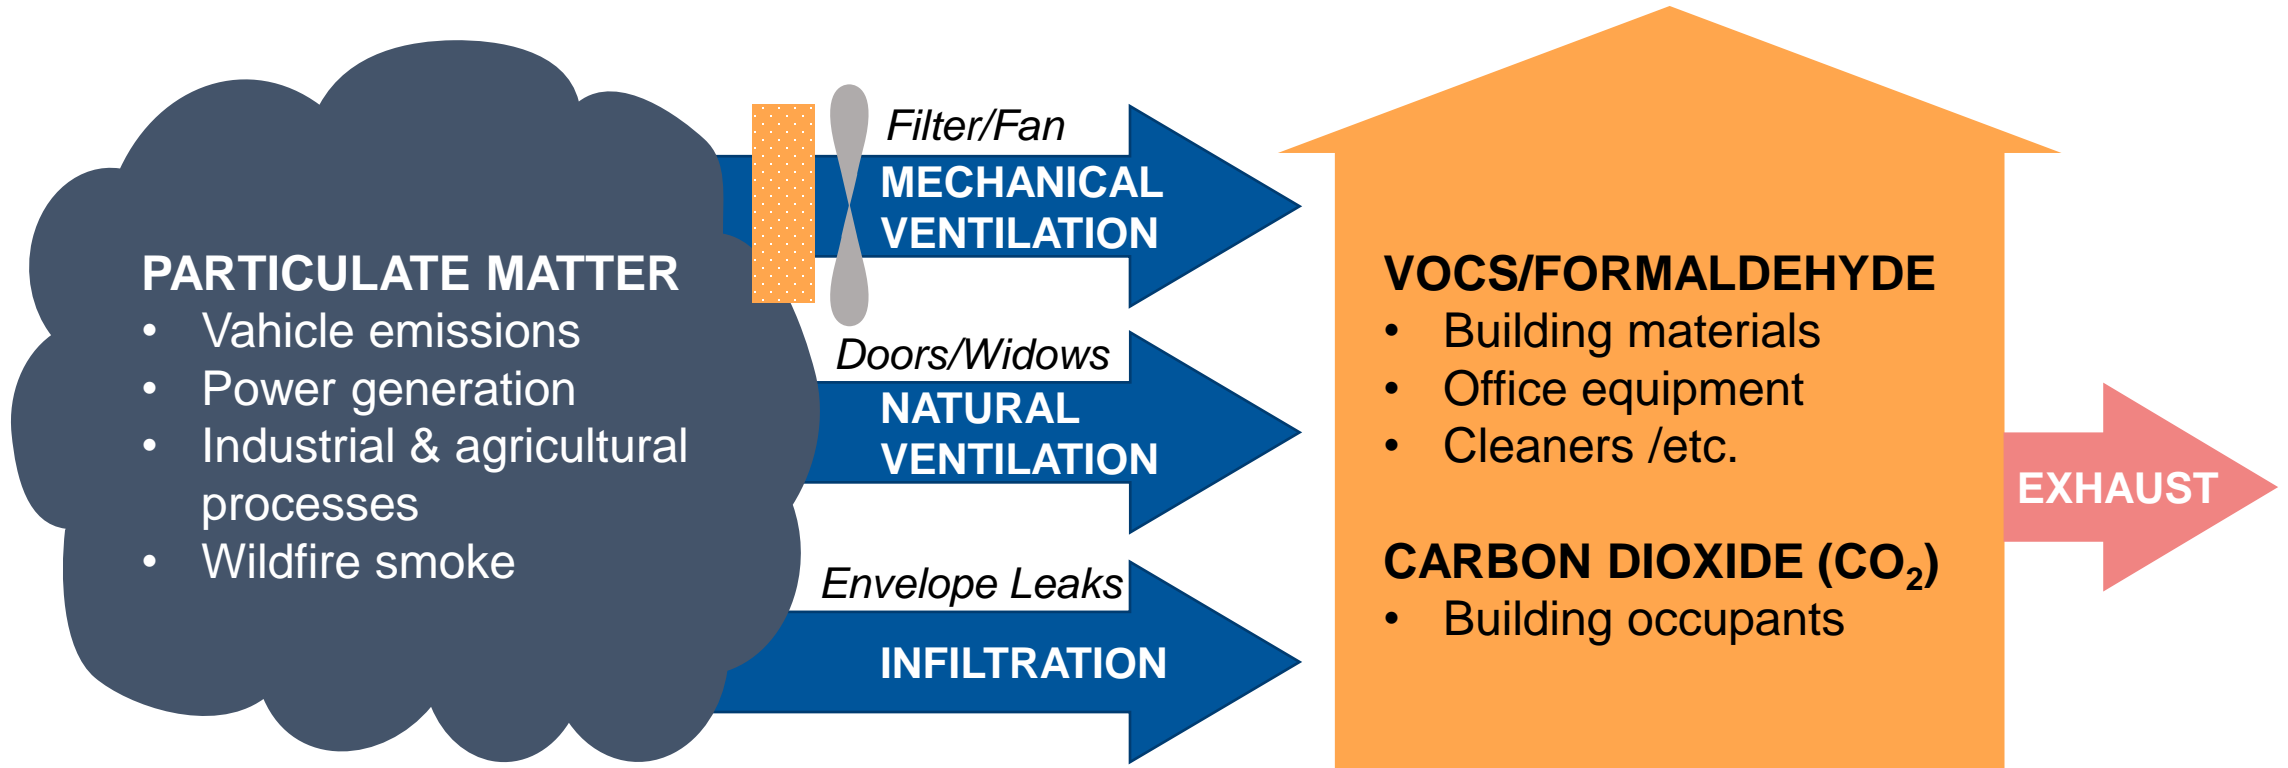 PARTICULATE MATTER
• Vahicle emissions
• Power generation
• Industrial & agricultural
processes
• Wildfire smoke
Filter/Fan
MECHANICAL
VENTILATION
Doors/Widows
NATURAL
VENTILATION
Envelope Leaks
INFILTRATION
VOCS/FORMALDEHYDE
• Building materials
• Office equipment
• Cleaners /etc.
CARBON DIOXIDE (CO₂)
• Building occupants
EXHAUST